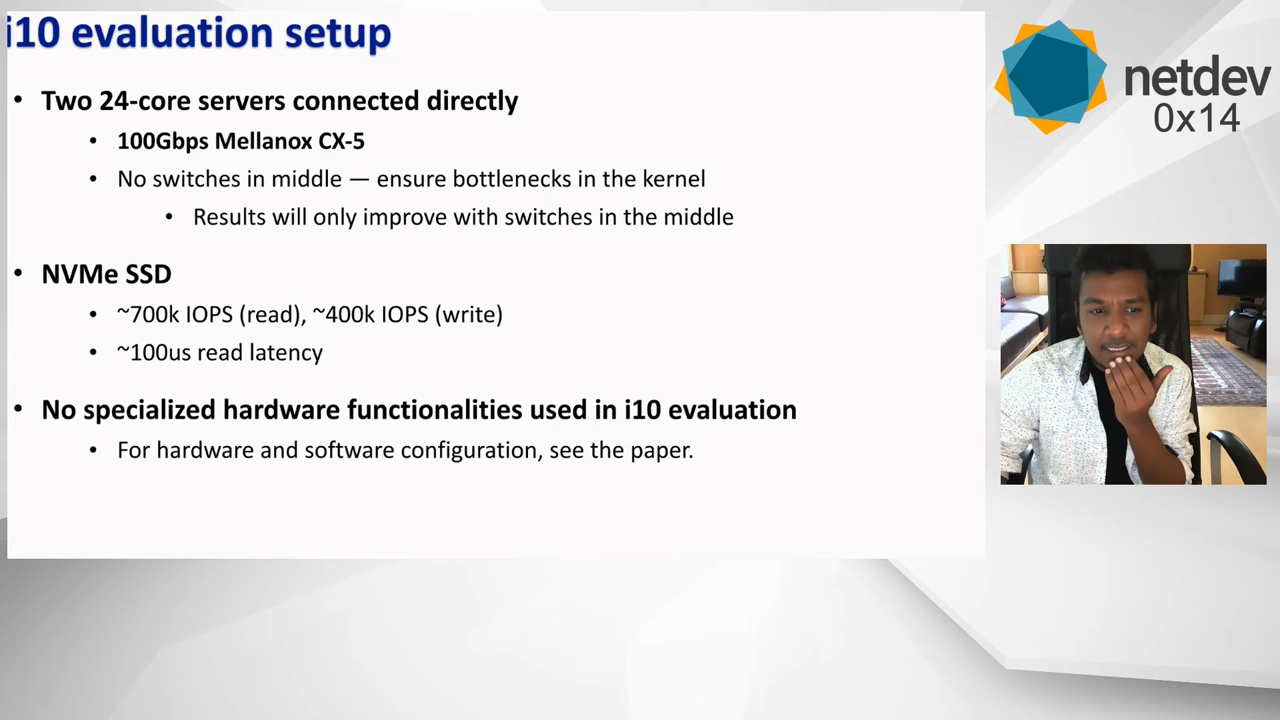 i10 evaluation setup
• Two 24-core servers connected directly
• 100Gbps Mellanox CX-5
• No switches in middle — ensure bottlenecks in the kernel
• Results will only improve with switches in the middle
• NVMe SSD
• ~700k IOPS (read), ~400k IOPS (write)
• ~100us read latency
• No specialized hardware functionalities used in i10 evaluation
• For hardware and software configuration, see the paper.
netdev
0x14